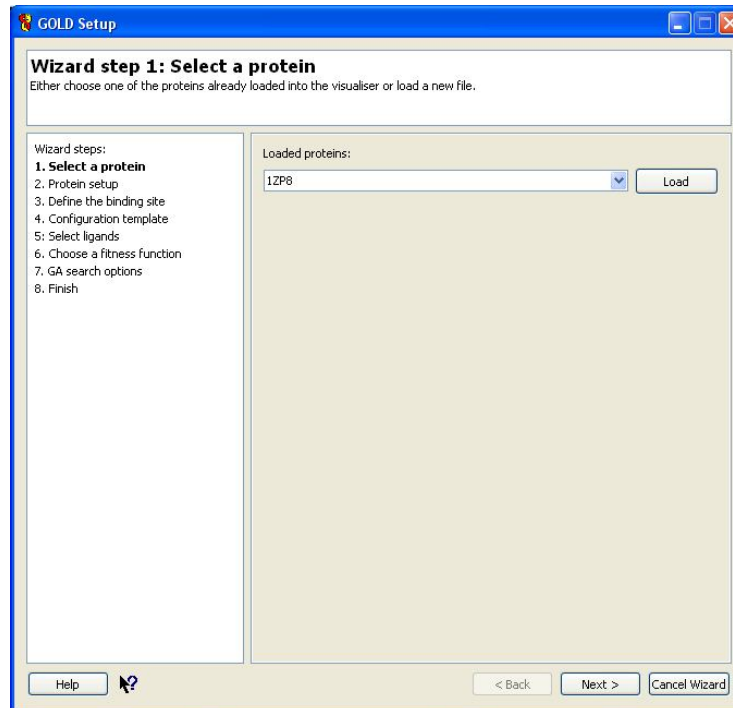 GOLD Setup
Wizard step 1: Select a protein
Either choose one of the proteins already loaded into the visualiser or load a new file.
Wizard steps:
1. Select a protein
2. Protein setup
3. Define the binding site
4. Configuration template
5: Select ligands
6. Choose a fitness function
7. GA search options
8. Finish
Loaded proteins:
1ZP8
Load
Help
< Back
Next >
Cancel Wizard